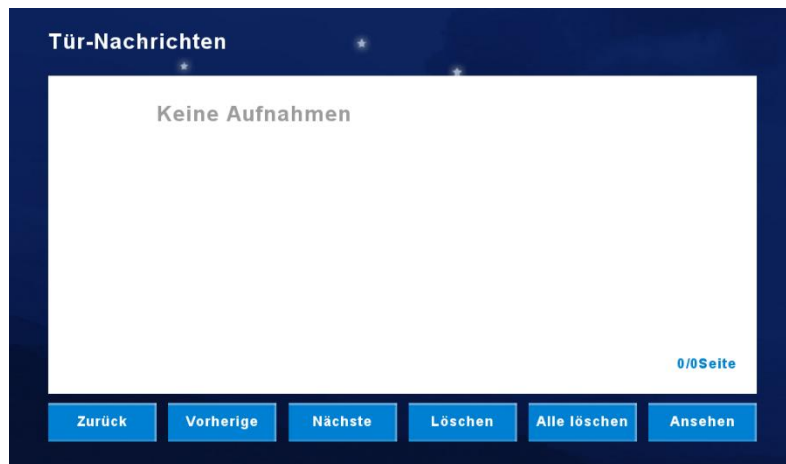 Tür-Nachrichten
Keine Aufnahmen
0/0Seite
Zurück Vorherige Nächste Löschen Alle löschen Ansehen